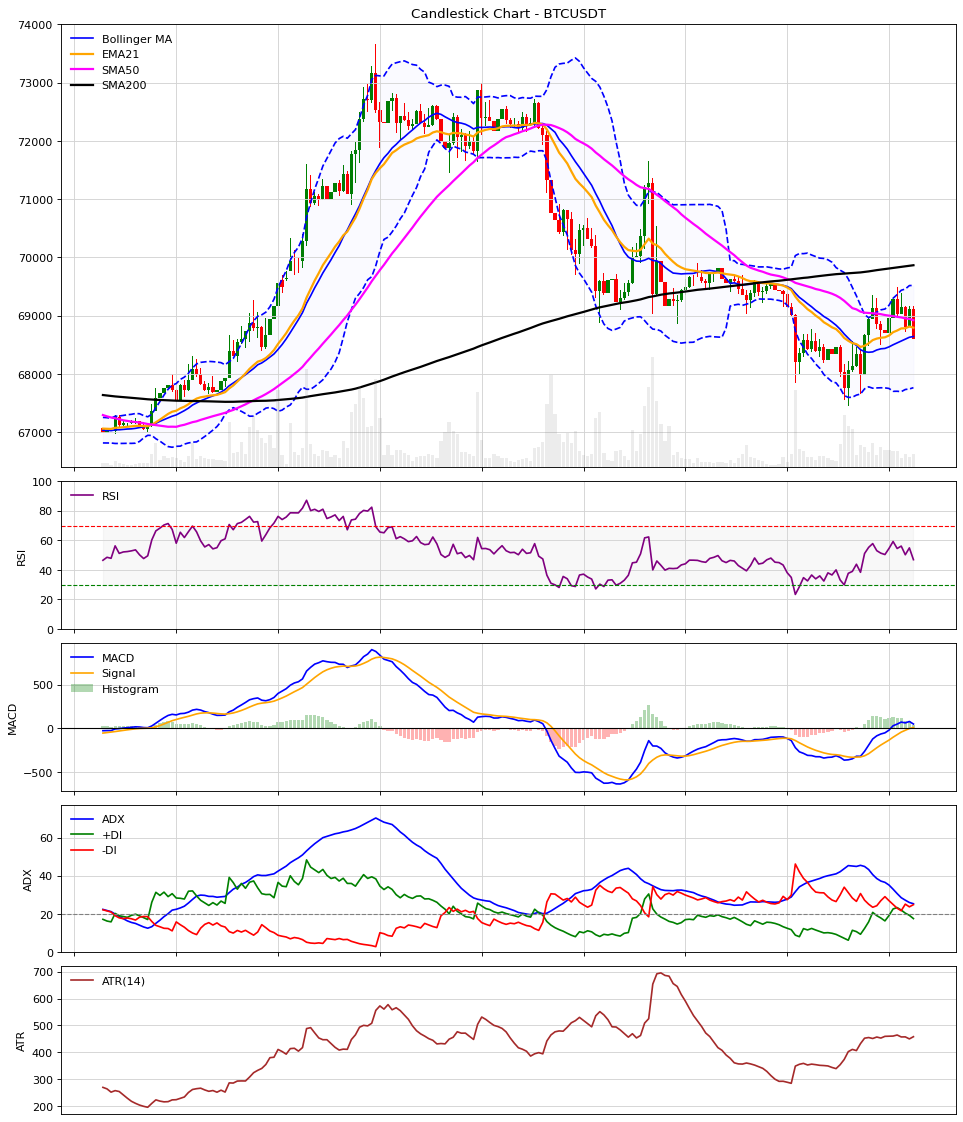 Candlestick Chart - BTCUSDT
74000
73000
72000
71000
70000
69000
68000
67000
Bollinger MA
EMA21
SMA50
SMA200
100
80
60
40
20
0
RSI
RSI
500
0
−500
MACD
MACD
Signal
Histogram
60
40
20
0
ADX
ADX
+DI
-DI
700
600
500
400
300
200
ATR
ATR(14)